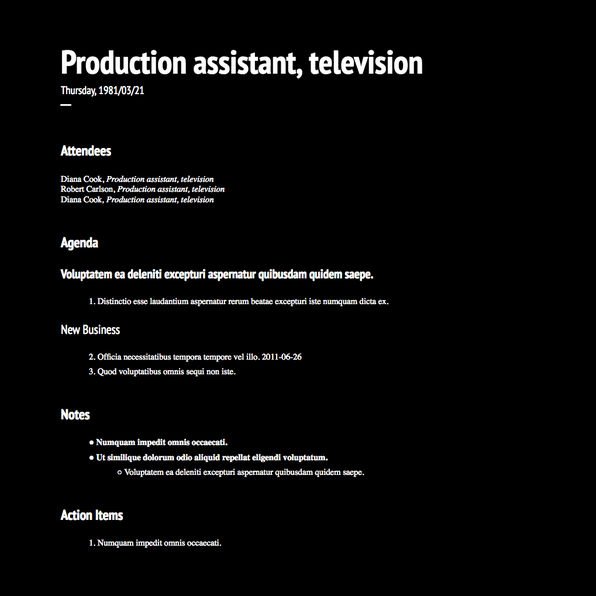 Production assistant, television
Thursday, 1981/03/21
Attendees
Diana Cook, Production assistant, television
Robert Carlson, Production assistant, television
Diana Cook, Production assistant, television
Agenda
Voluptatem ea deleniti excepturi aspernatur quibusdam quidem saepe.
1. Distinctio esse laudantium aspernatur rerum beatae excepturi iste numquam dicta ex.
New Business
2. Officia necessitatibus tempora tempore vel illo. 2011-06-26
3. Quod voluptatibus omnis sequi non iste.
Notes
● Numquam impedit omnis occaecati.
● Ut similique dolorum odio aliquid repellat eligendi voluptatum.
○ Voluptatem ea deleniti excepturi aspernatur quibusdam quidem saepe.
Action Items
1. Numquam impedit omnis occaecati.